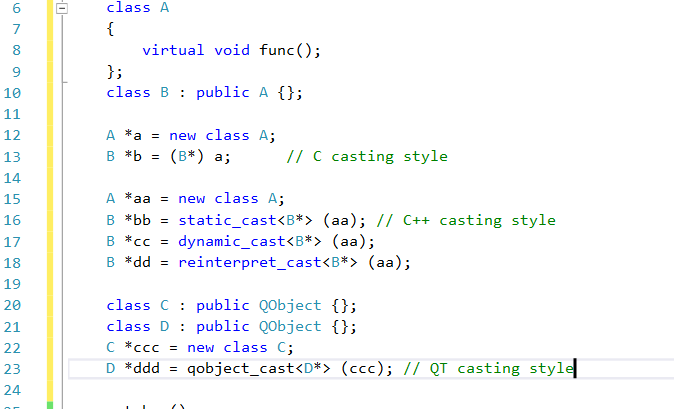 6 class A
7 {
8 virtual void func();
9 };
10 class B : public A {};
11
12 A *a = new class A;
13 B *b = (B*) a; // C casting style
14
15 A *aa = new class A;
16 B *bb = static_cast<B*> (aa); // C++ casting style
17 B *cc = dynamic_cast<B*> (aa);
18 B *dd = reinterpret_cast<B*> (aa);
19
20 class C : public QObject {};
21 class D : public QObject {};
22 C *ccc = new class C;
23 D *ddd = qobject_cast<D*> (ccc); // QT casting style
24